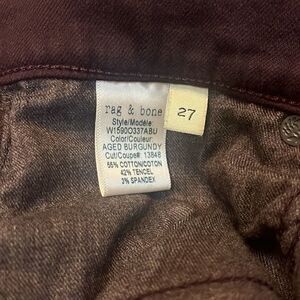 rag & bone
Style/Modèle:
W1590O337ABU
Color/Couleur:
AGED BURGUNDY
Cut/Coupe#: 13848
55% COTTON/COTON
42% TENCEL
3% SPANDEX
27